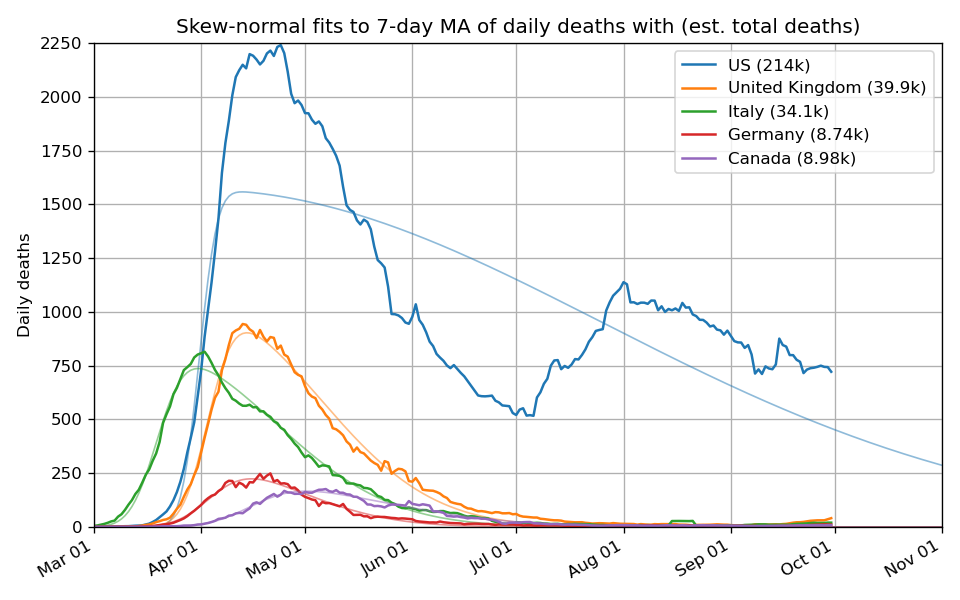 Skew-normal fits to 7-day MA of daily deaths with (est. total deaths)
Daily deaths
2250
2000
1750
1500
1250
1000
750
500
250
0
US (214k)
United Kingdom (39.9k)
Italy (34.1k)
Germany (8.74k)
Canada (8.98k)
Mar 01
Apr 01
May 01
Jun 01
Jul 01
Aug 01
Sep 01
Oct 01
Nov 01